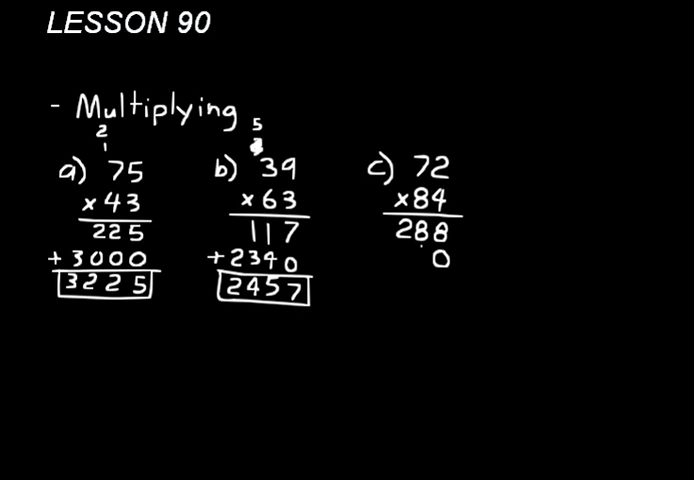 LESSON 90
- Multiplying
2 5
1
a) 75 b) 39 c) 72
x 43 x 63 x84
225 117 288
+ 3000 + 2340 0
3225 2457